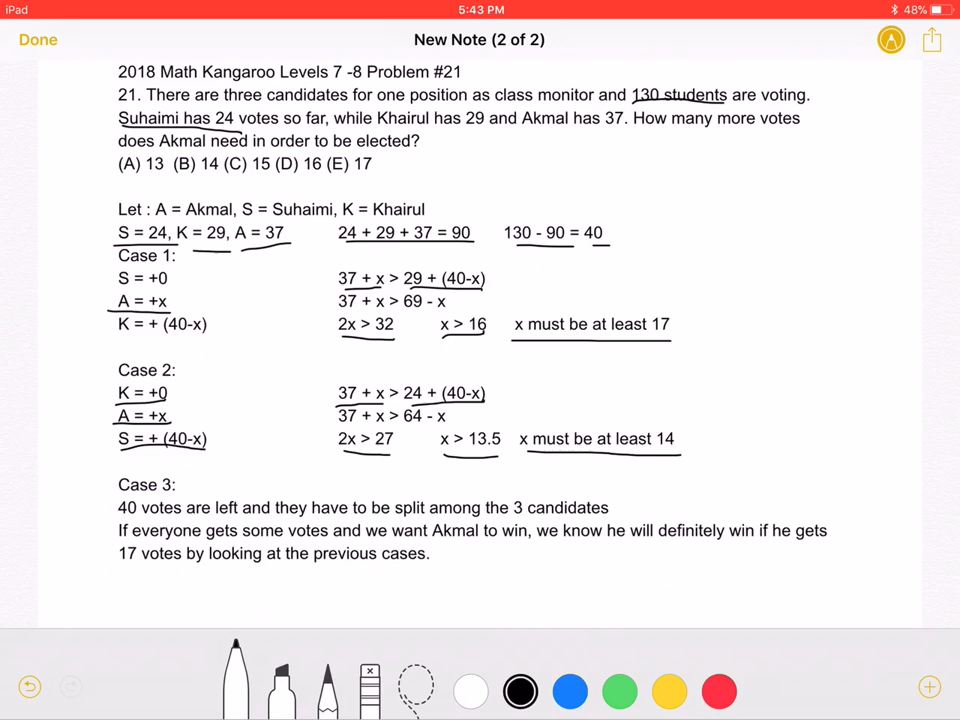 iPad
5:43 PM
48%
Done
New Note (2 of 2)
2018 Math Kangaroo Levels 7 -8 Problem #21
21. There are three candidates for one position as class monitor and 130 students are voting.
Suhaimi has 24 votes so far, while Khairul has 29 and Akmal has 37. How many more votes
does Akmal need in order to be elected?
(A) 13 (B) 14 (C) 15 (D) 16 (E) 17
Let : A = Akmal, S = Suhaimi, K = Khairul
S = 24, K = 29, A = 37 24 + 29 + 37 = 90 130 - 90 = 40
Case 1:
S = +0 37 + x > 29 + (40-x)
A = +x 37 + x > 69 - x
K = + (40-x) 2x > 32 x > 16 x must be at least 17
Case 2:
K = +0 37 + x > 24 + (40-x)
A = +x 37 + x > 64 - x
S = + (40-x) 2x > 27 x > 13.5 x must be at least 14
Case 3:
40 votes are left and they have to be split among the 3 candidates
If everyone gets some votes and we want Akmal to win, we know he will definitely win if he gets
17 votes by looking at the previous cases.